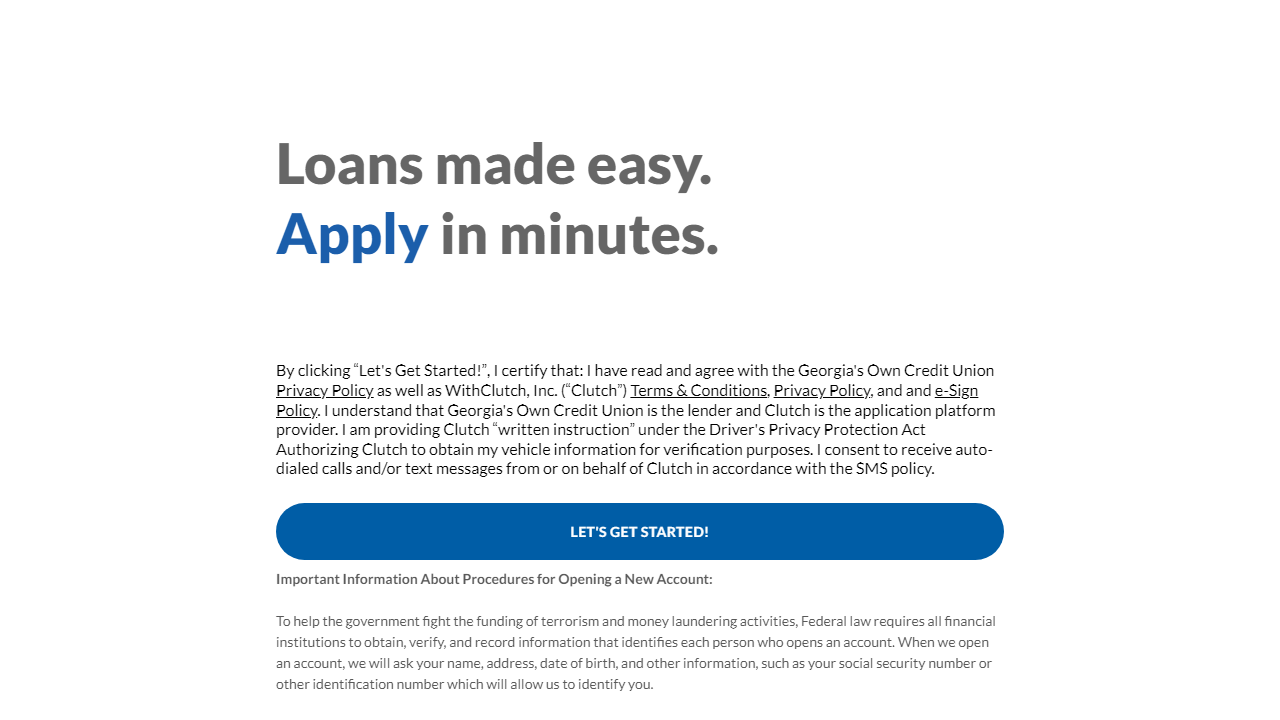 Loans made easy.
Apply in minutes.
By clicking “Let's Get Started!”, I certify that: I have read and agree with the Georgia's Own Credit Union
Privacy Policy as well as WithClutch, Inc. (“Clutch”) Terms & Conditions, Privacy Policy, and and e-Sign
Policy. I understand that Georgia's Own Credit Union is the lender and Clutch is the application platform
provider. I am providing Clutch “written instruction” under the Driver's Privacy Protection Act
Authorizing Clutch to obtain my vehicle information for verification purposes. I consent to receive auto-
dialed calls and/or text messages from or on behalf of Clutch in accordance with the SMS policy.
LET'S GET STARTED!
Important Information About Procedures for Opening a New Account:
To help the government fight the funding of terrorism and money laundering activities, Federal law requires all financial
institutions to obtain, verify, and record information that identifies each person who opens an account. When we open
an account, we will ask your name, address, date of birth, and other information, such as your social security number or
other identification number which will allow us to identify you.